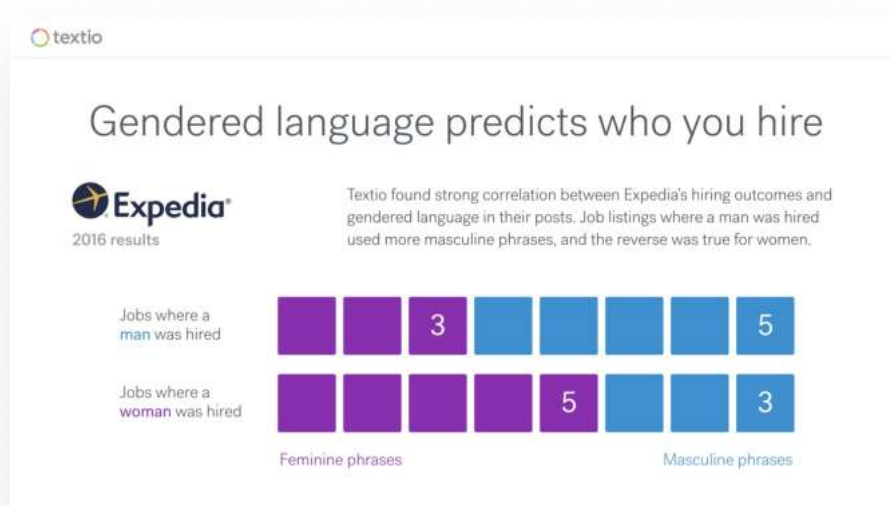 textio
Gendered language predicts who you hire
Expedia®
2016 results
Textio found strong correlation between Expedia's hiring outcomes and
gendered language in their posts. Job listings where a man was hired
used more masculine phrases, and the reverse was true for women.
Jobs where a
man was hired
3
5
Jobs where a
woman was hired
5
3
Feminine phrases
Masculine phrases